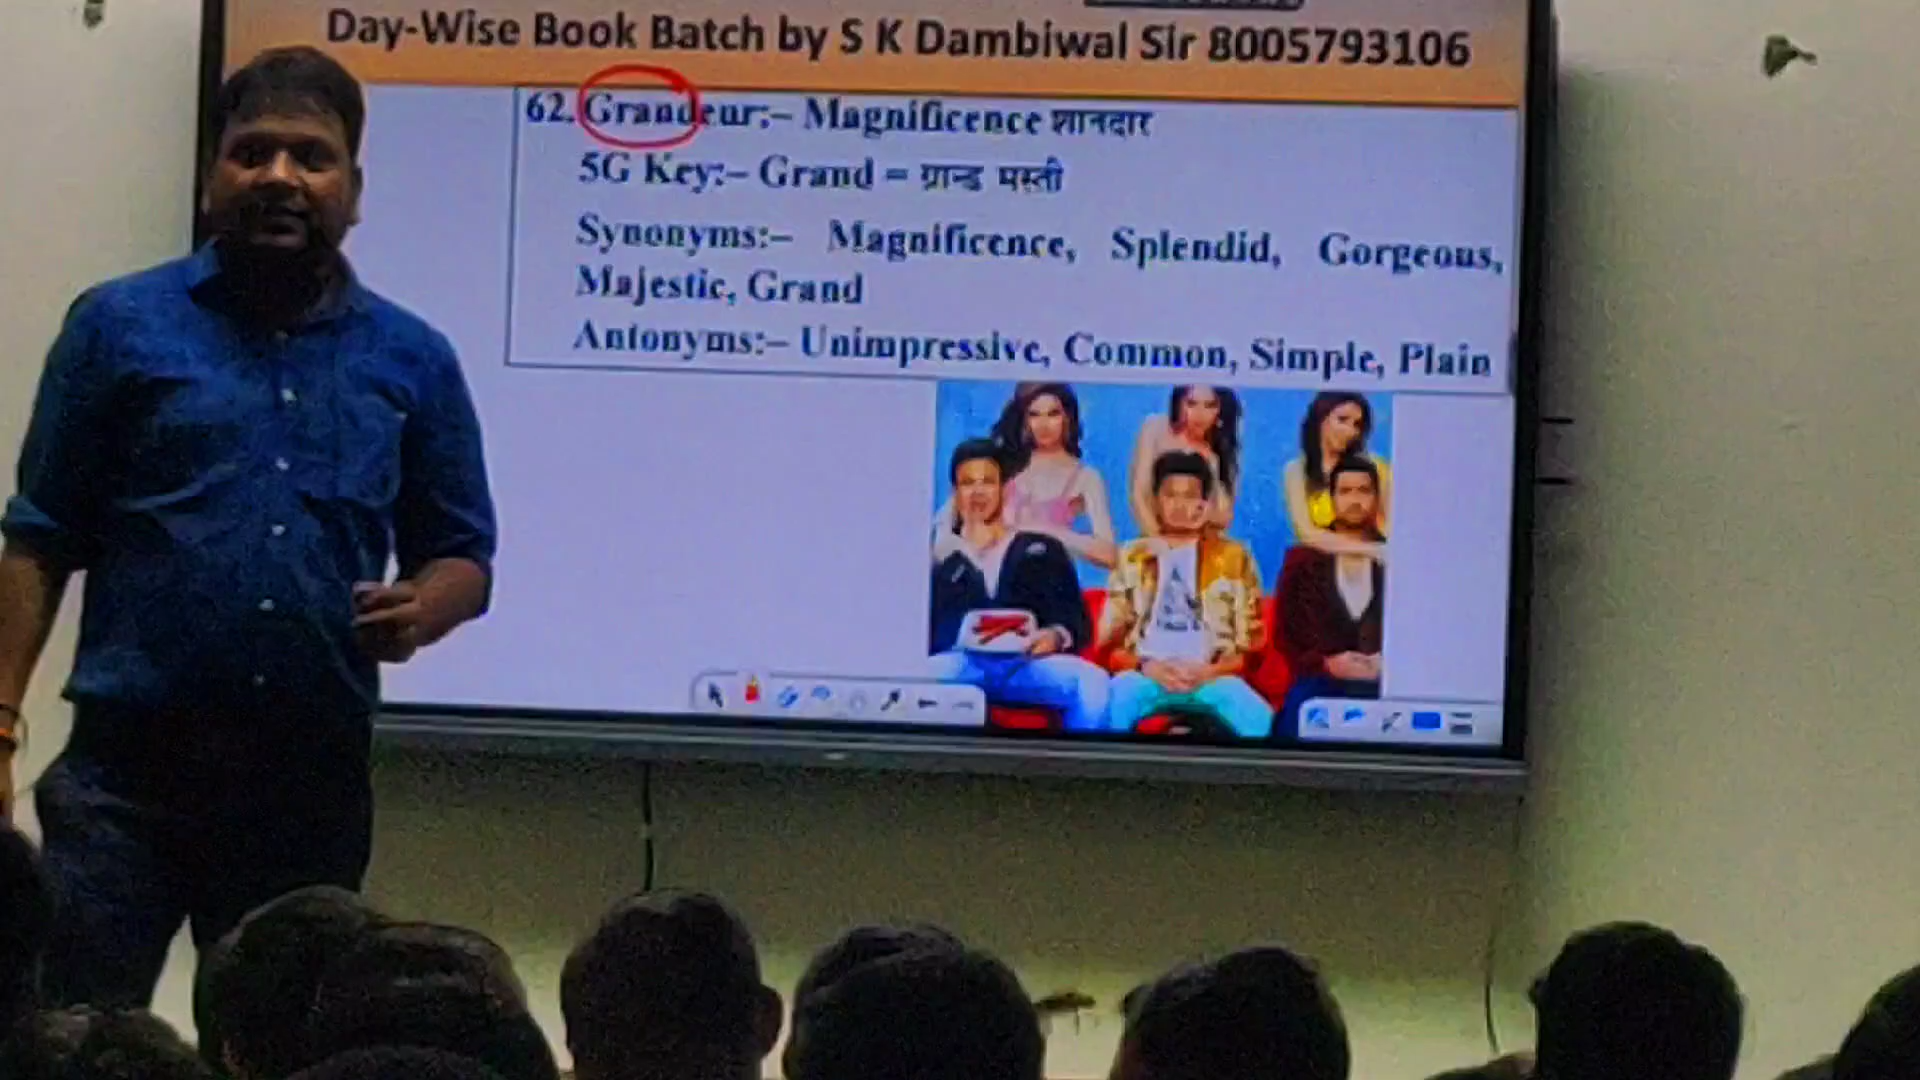 Day-Wise Book Batch by S K Dambiwal Sir 8005793106
62. Grandeur:– Magnificence शानदार
5G Key:– Grand = ग्रान्ड मस्ती
Synonyms:– Magnificence, Splendid, Gorgeous,
Majestic, Grand
Antonyms:– Unimpressive, Common, Simple, Plain